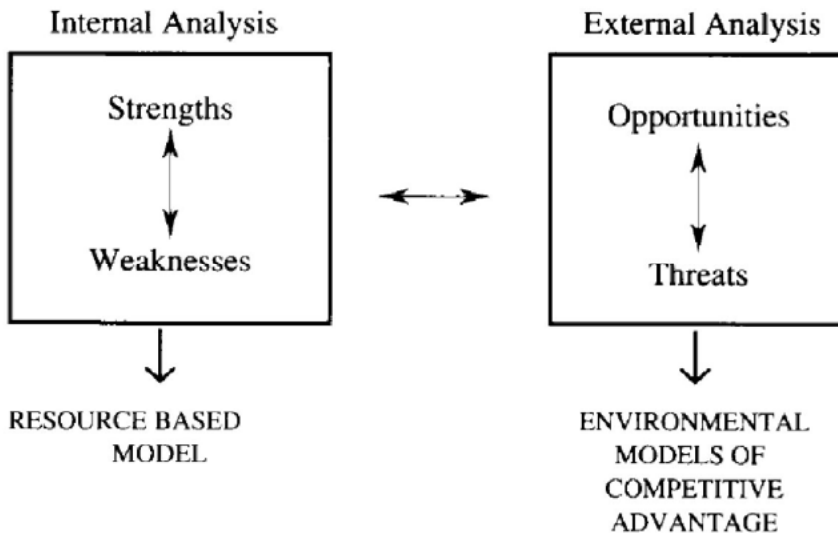 Internal Analysis
Strengths
Weaknesses
RESOURCE BASED
MODEL
External Analysis
Opportunities
Threats
ENVIRONMENTAL
MODELS OF
COMPETITIVE
ADVANTAGE